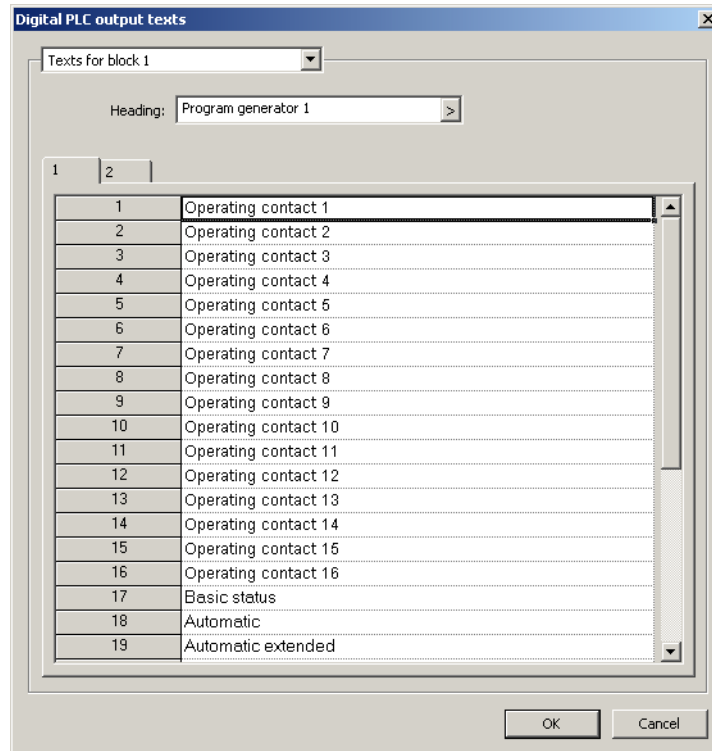 Digital PLC output texts
Texts for block 1
Heading: Program generator 1 >
1 2
1 Operating contact 1
2 Operating contact 2
3 Operating contact 3
4 Operating contact 4
5 Operating contact 5
6 Operating contact 6
7 Operating contact 7
8 Operating contact 8
9 Operating contact 9
10 Operating contact 10
11 Operating contact 11
12 Operating contact 12
13 Operating contact 13
14 Operating contact 14
15 Operating contact 15
16 Operating contact 16
17 Basic status
18 Automatic
19 Automatic extended
OK Cancel